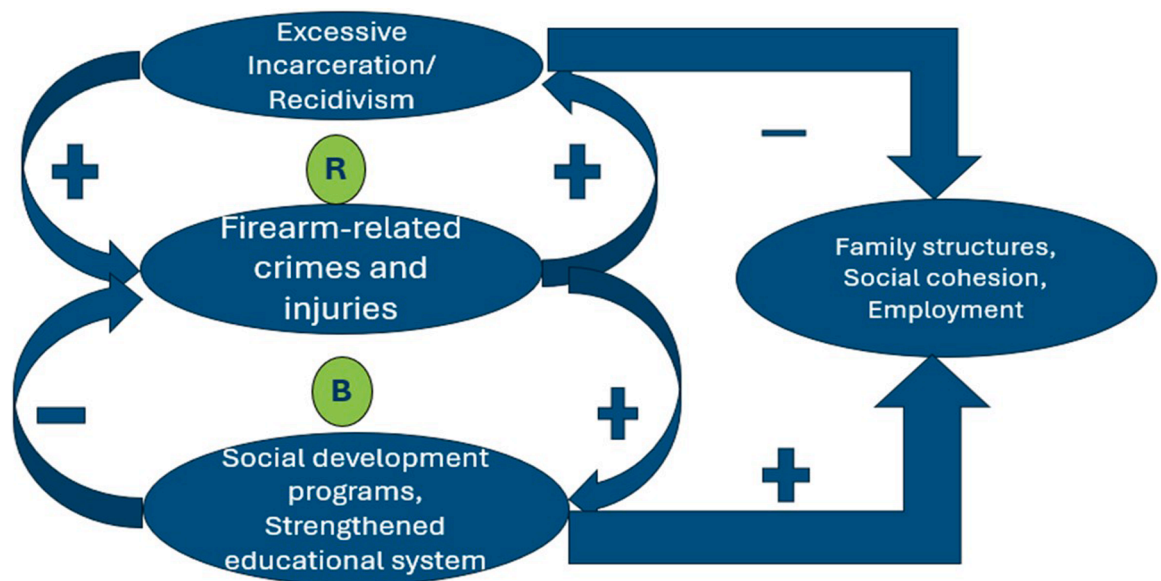 Excessive
Incarceration/
Recidivism
+
R
+
−
Firearm-related
crimes and
injuries
Family structures,
Social cohesion,
Employment
B
−
+
Social development
programs,
Strengthened
educational system
+